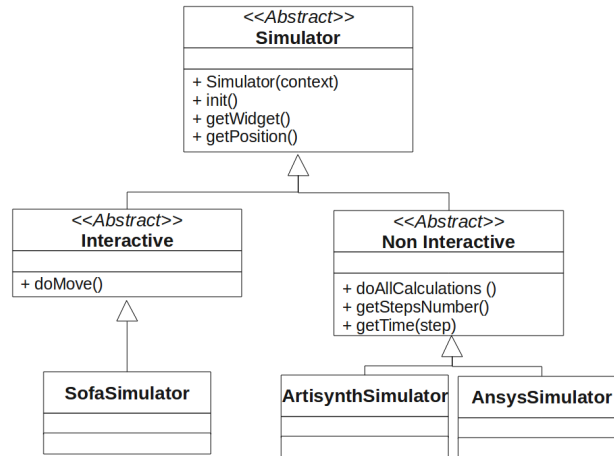 <<Abstract>>
Simulator
+ Simulator(context)
+ init()
+ getWidget()
+ getPosition()
<<Abstract>>
Interactive
+ doMove()
<<Abstract>>
Non Interactive
+ doAllCalculations ()
+ getStepsNumber()
+ getTime(step)
SofaSimulator
ArtisynthSimulator
AnsysSimulator